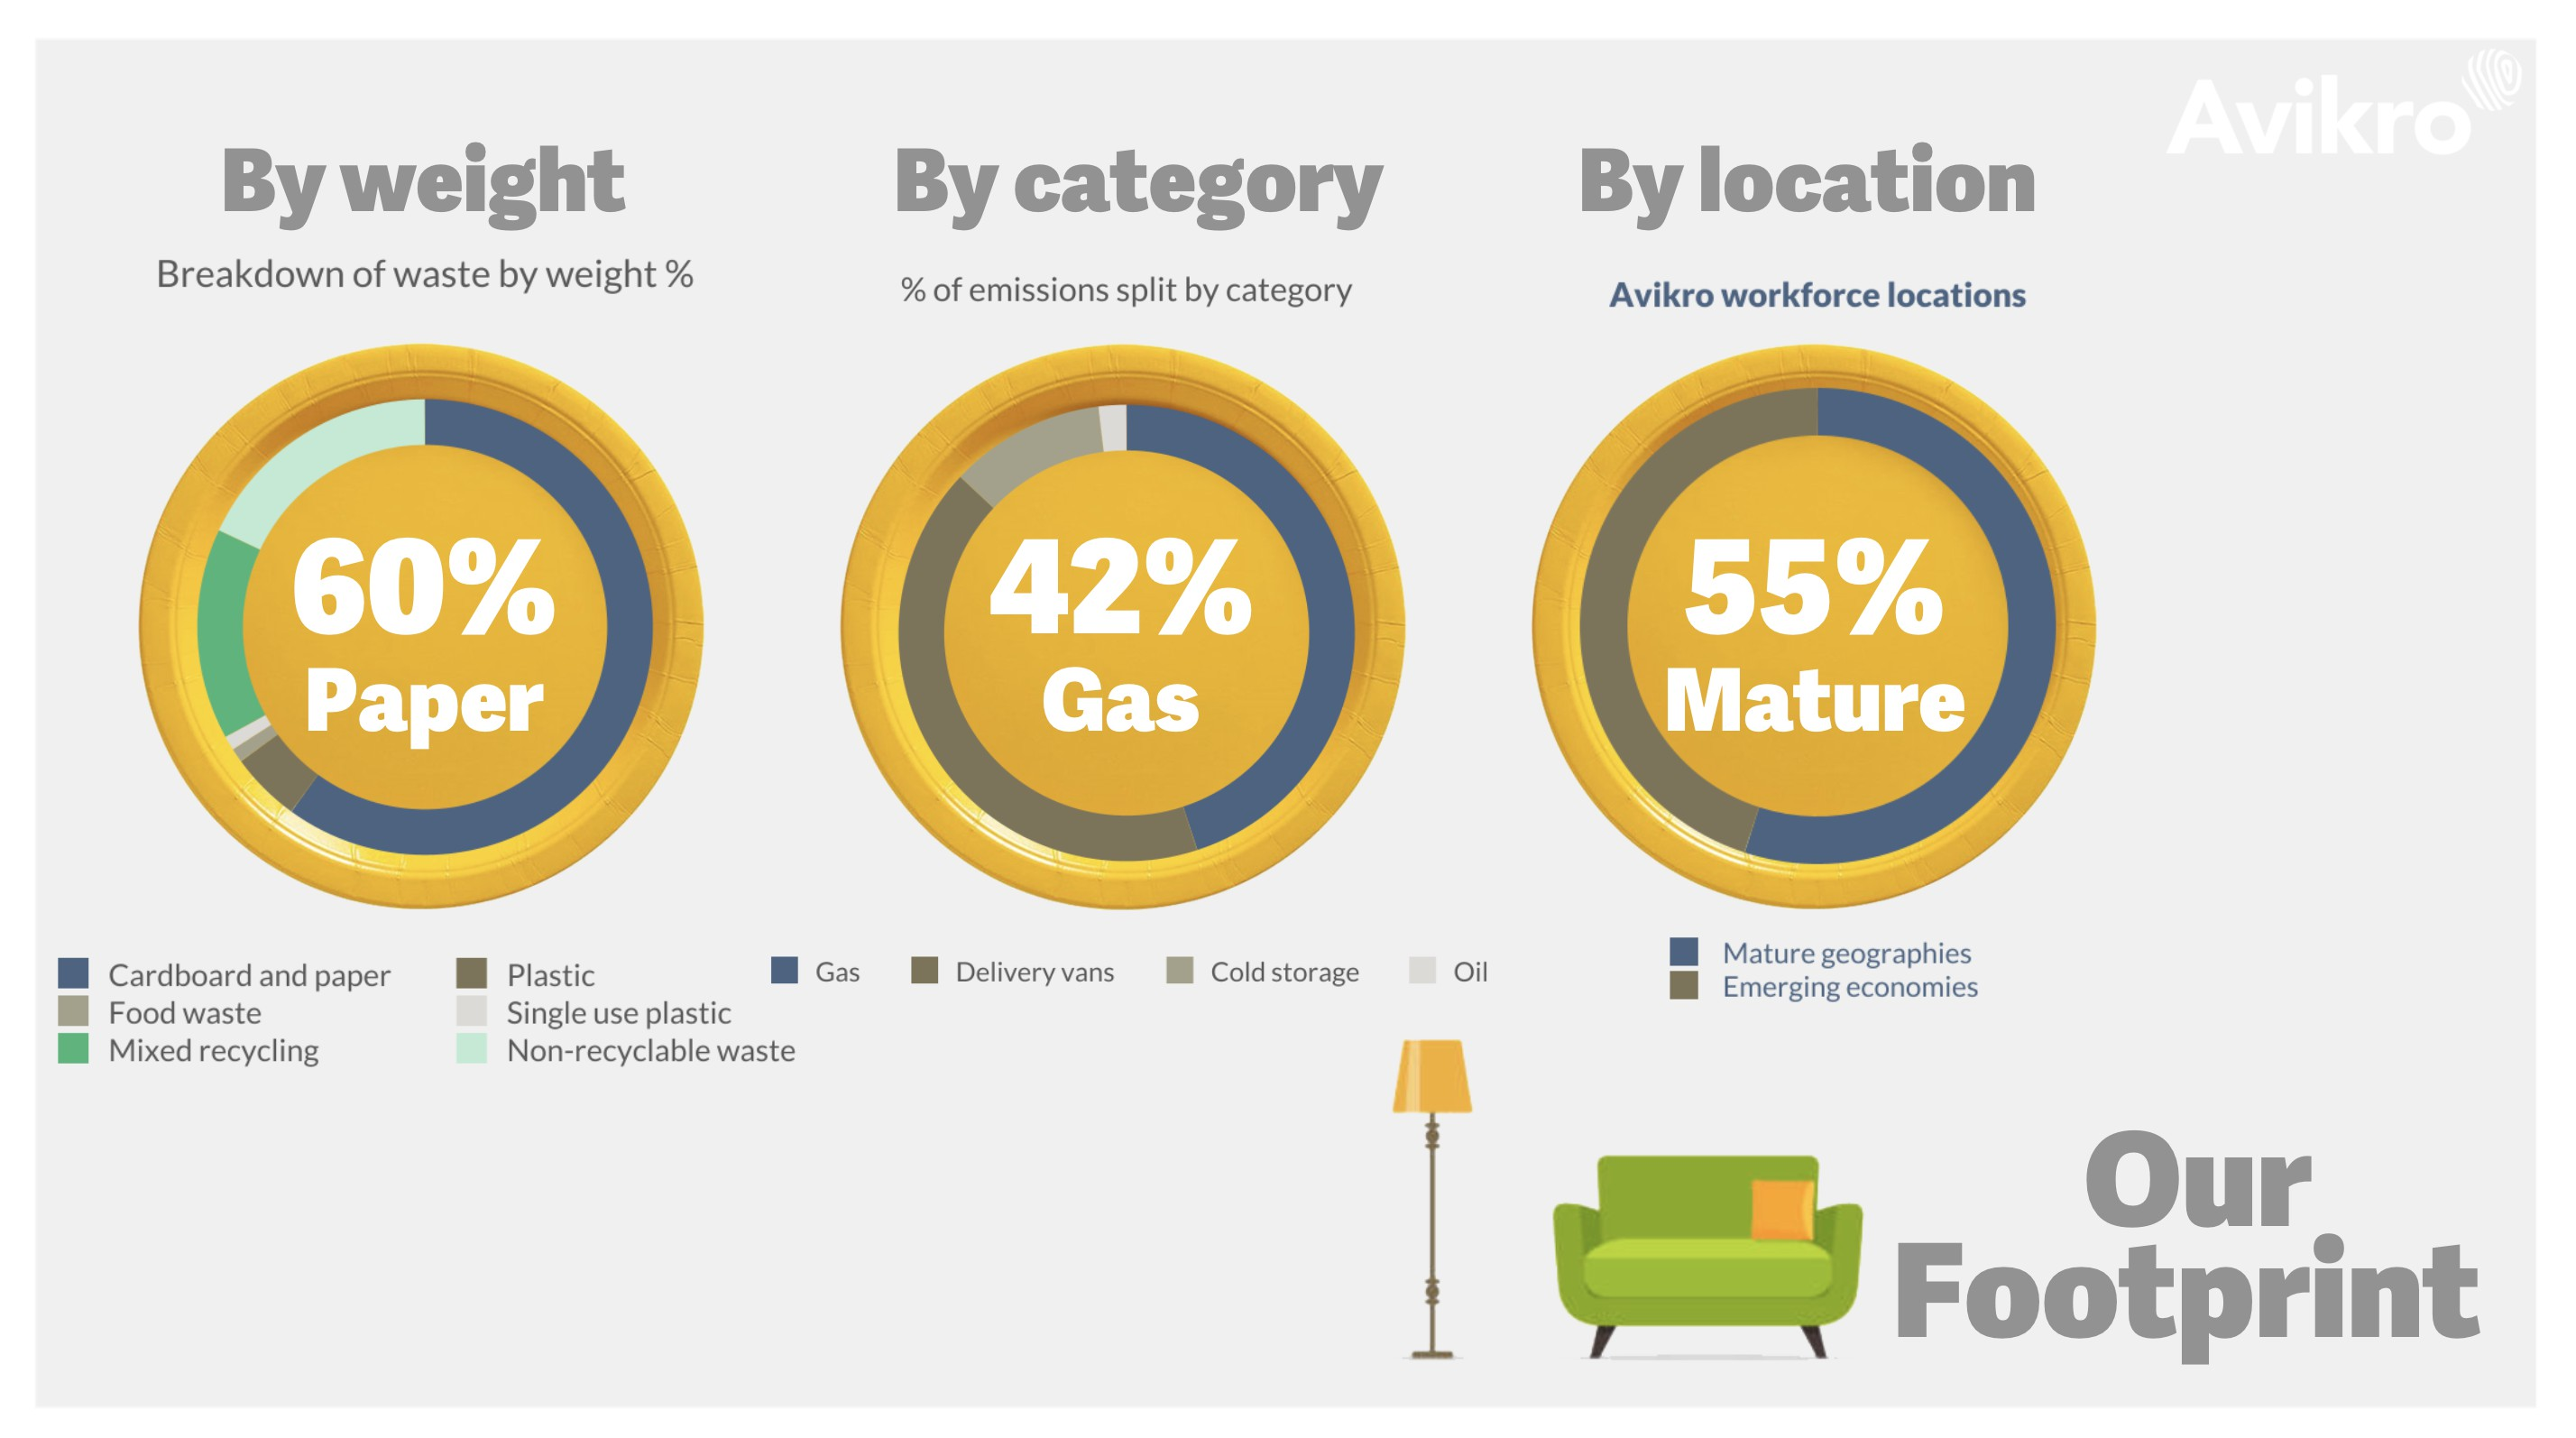 Avikro
By weight
Breakdown of waste by weight %
60%
Paper
Cardboard and paper
Plastic
Food waste
Single use plastic
Mixed recycling
Non-recyclable waste
By category
% of emissions split by category
42%
Gas
Gas
Delivery vans
Cold storage
Oil
By location
Avikro workforce locations
55%
Mature
Mature geographies
Emerging economies
Our
Footprint